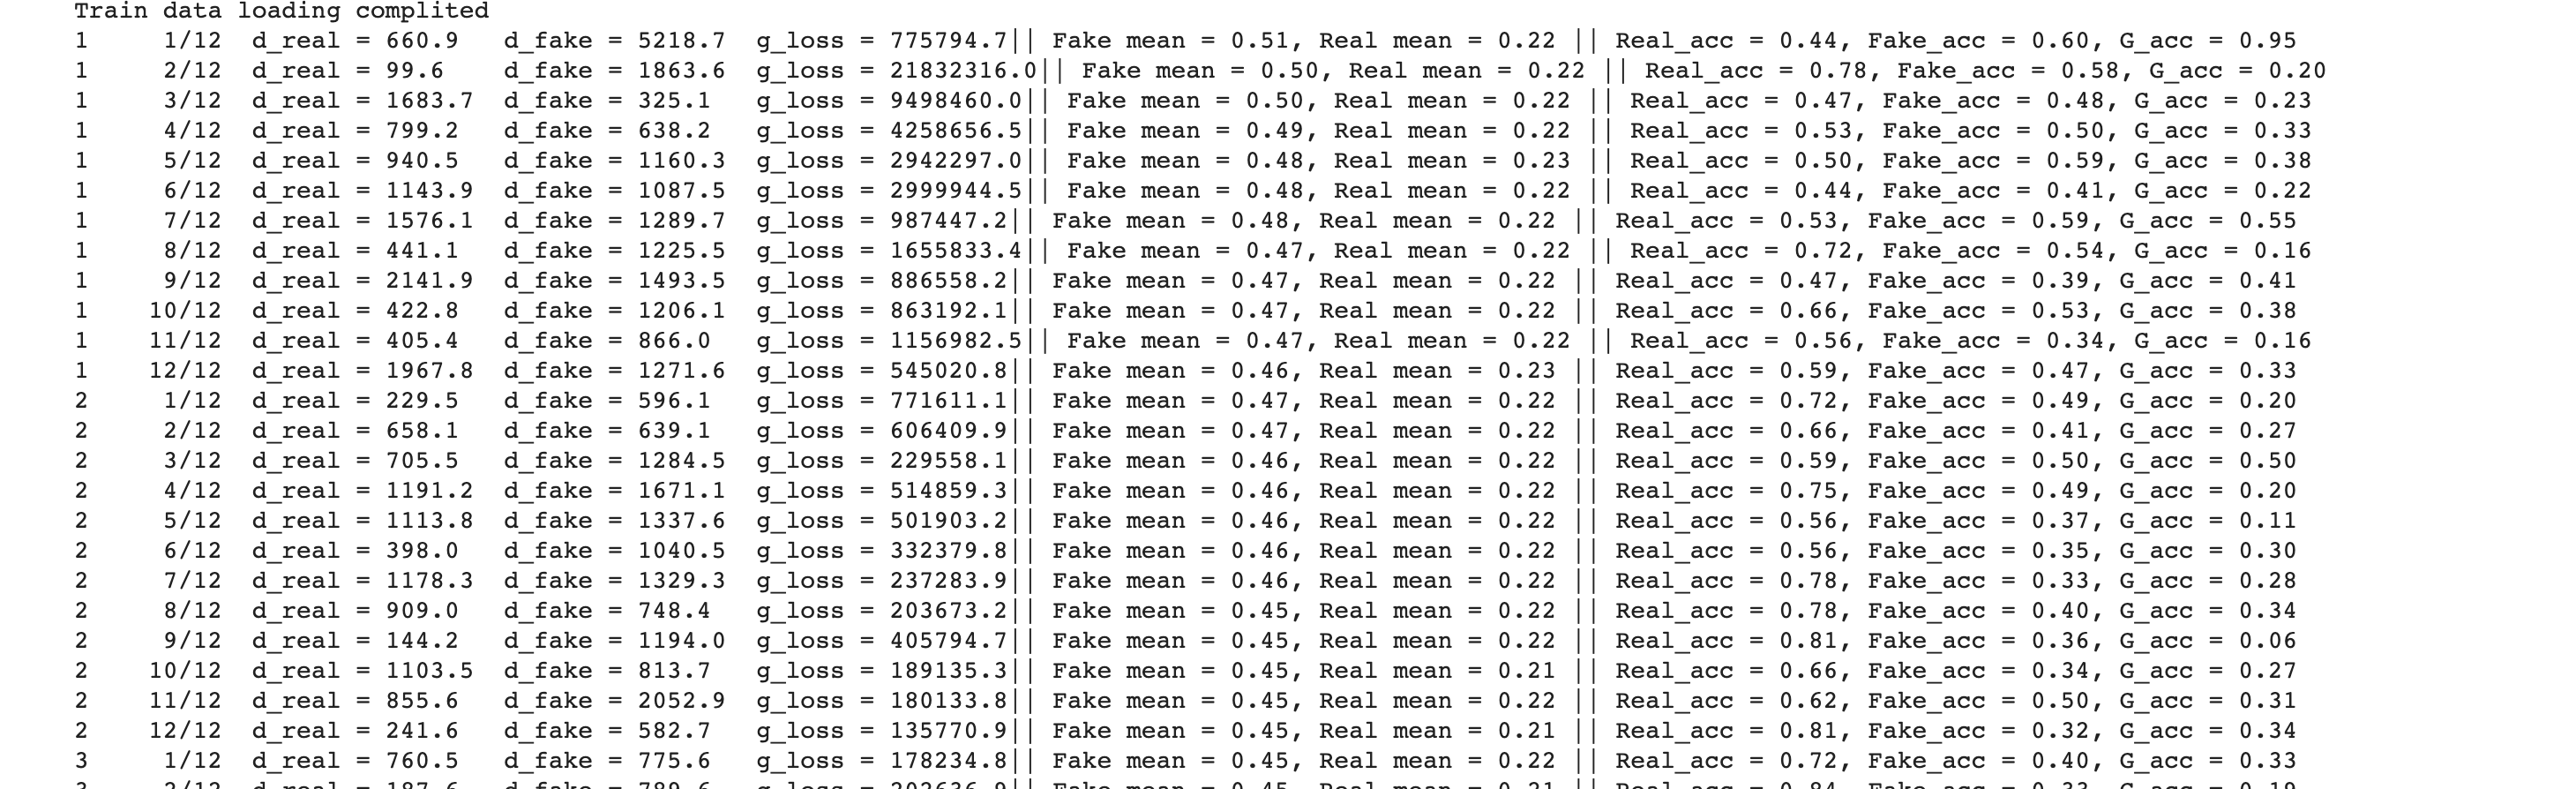 Train data loading complited
1 1/12 d_real = 660.9 d_fake = 5218.7 g_loss = 775794.7|| Fake mean = 0.51, Real mean = 0.22 || Real_acc = 0.44, Fake_acc = 0.60, G_acc = 0.95
1 2/12 d_real = 99.6 d_fake = 1863.6 g_loss = 21832316.0|| Fake mean = 0.50, Real mean = 0.22 || Real_acc = 0.78, Fake_acc = 0.58, G_acc = 0.20
1 3/12 d_real = 1683.7 d_fake = 325.1 g_loss = 9498460.0|| Fake mean = 0.50, Real mean = 0.22 || Real_acc = 0.47, Fake_acc = 0.48, G_acc = 0.23
1 4/12 d_real = 799.2 d_fake = 638.2 g_loss = 4258656.5|| Fake mean = 0.49, Real mean = 0.22 || Real_acc = 0.53, Fake_acc = 0.50, G_acc = 0.33
1 5/12 d_real = 940.5 d_fake = 1160.3 g_loss = 2942297.0|| Fake mean = 0.48, Real mean = 0.23 || Real_acc = 0.50, Fake_acc = 0.59, G_acc = 0.38
1 6/12 d_real = 1143.9 d_fake = 1087.5 g_loss = 2999944.5|| Fake mean = 0.48, Real mean = 0.22 || Real_acc = 0.44, Fake_acc = 0.41, G_acc = 0.22
1 7/12 d_real = 1576.1 d_fake = 1289.7 g_loss = 987447.2|| Fake mean = 0.48, Real mean = 0.22 || Real_acc = 0.53, Fake_acc = 0.59, G_acc = 0.55
1 8/12 d_real = 441.1 d_fake = 1225.5 g_loss = 1655833.4|| Fake mean = 0.47, Real mean = 0.22 || Real_acc = 0.72, Fake_acc = 0.54, G_acc = 0.16
1 9/12 d_real = 2141.9 d_fake = 1493.5 g_loss = 886558.2|| Fake mean = 0.47, Real mean = 0.22 || Real_acc = 0.47, Fake_acc = 0.39, G_acc = 0.41
1 10/12 d_real = 422.8 d_fake = 1206.1 g_loss = 863192.1|| Fake mean = 0.47, Real mean = 0.22 || Real_acc = 0.66, Fake_acc = 0.53, G_acc = 0.38
1 11/12 d_real = 405.4 d_fake = 866.0 g_loss = 1156982.5|| Fake mean = 0.47, Real mean = 0.22 || Real_acc = 0.56, Fake_acc = 0.34, G_acc = 0.16
1 12/12 d_real = 1967.8 d_fake = 1271.6 g_loss = 545020.8|| Fake mean = 0.46, Real mean = 0.23 || Real_acc = 0.59, Fake_acc = 0.47, G_acc = 0.33
2 1/12 d_real = 229.5 d_fake = 596.1 g_loss = 771611.1|| Fake mean = 0.47, Real mean = 0.22 || Real_acc = 0.72, Fake_acc = 0.49, G_acc = 0.20
2 2/12 d_real = 658.1 d_fake = 639.1 g_loss = 606409.9|| Fake mean = 0.47, Real mean = 0.22 || Real_acc = 0.66, Fake_acc = 0.41, G_acc = 0.27
2 3/12 d_real = 705.5 d_fake = 1284.5 g_loss = 229558.1|| Fake mean = 0.46, Real mean = 0.22 || Real_acc = 0.59, Fake_acc = 0.50, G_acc = 0.50
2 4/12 d_real = 1191.2 d_fake = 1671.1 g_loss = 514859.3|| Fake mean = 0.46, Real mean = 0.22 || Real_acc = 0.75, Fake_acc = 0.49, G_acc = 0.20
2 5/12 d_real = 1113.8 d_fake = 1337.6 g_loss = 501903.2|| Fake mean = 0.46, Real mean = 0.22 || Real_acc = 0.56, Fake_acc = 0.37, G_acc = 0.11
2 6/12 d_real = 398.0 d_fake = 1040.5 g_loss = 332379.8|| Fake mean = 0.46, Real mean = 0.22 || Real_acc = 0.56, Fake_acc = 0.35, G_acc = 0.30
2 7/12 d_real = 1178.3 d_fake = 1329.3 g_loss = 237283.9|| Fake mean = 0.46, Real mean = 0.22 || Real_acc = 0.78, Fake_acc = 0.33, G_acc = 0.28
2 8/12 d_real = 909.0 d_fake = 748.4 g_loss = 203673.2|| Fake mean = 0.45, Real mean = 0.22 || Real_acc = 0.78, Fake_acc = 0.40, G_acc = 0.34
2 9/12 d_real = 144.2 d_fake = 1194.0 g_loss = 405794.7|| Fake mean = 0.45, Real mean = 0.22 || Real_acc = 0.81, Fake_acc = 0.36, G_acc = 0.06
2 10/12 d_real = 1103.5 d_fake = 813.7 g_loss = 189135.3|| Fake mean = 0.45, Real mean = 0.21 || Real_acc = 0.66, Fake_acc = 0.34, G_acc = 0.27
2 11/12 d_real = 855.6 d_fake = 2052.9 g_loss = 180133.8|| Fake mean = 0.45, Real mean = 0.22 || Real_acc = 0.62, Fake_acc = 0.50, G_acc = 0.31
2 12/12 d_real = 241.6 d_fake = 582.7 g_loss = 135770.9|| Fake mean = 0.45, Real mean = 0.21 || Real_acc = 0.81, Fake_acc = 0.32, G_acc = 0.34
3 1/12 d_real = 760.5 d_fake = 775.6 g_loss = 178234.8|| Fake mean = 0.45, Real mean = 0.22 || Real_acc = 0.72, Fake_acc = 0.40, G_acc = 0.33